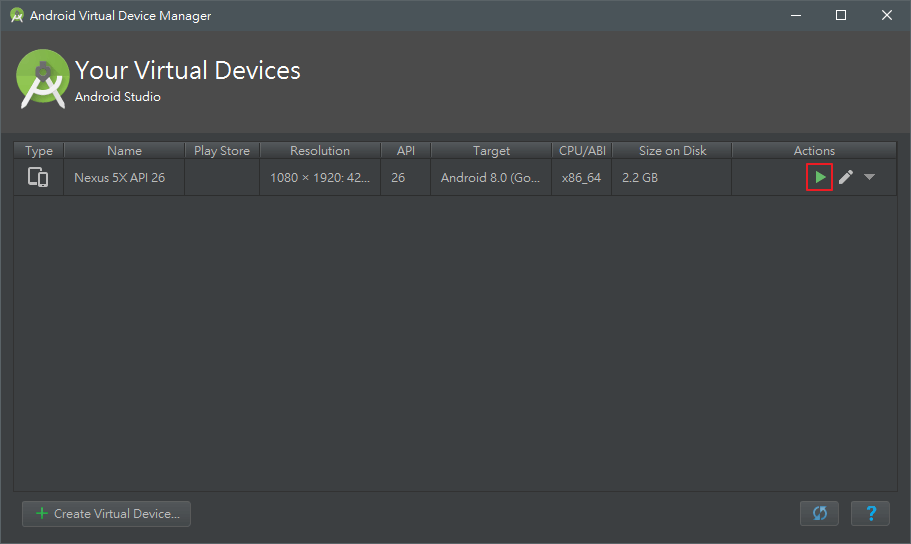 Android Virtual Device Manager
Your Virtual Devices
Android Studio
Type Name Play Store Resolution API Target CPU/ABI Size on Disk Actions
Nexus 5X API 26 1080 × 1920: 42... 26 Android 8.0 (Go... x86_64 2.2 GB
Create Virtual Device... ?